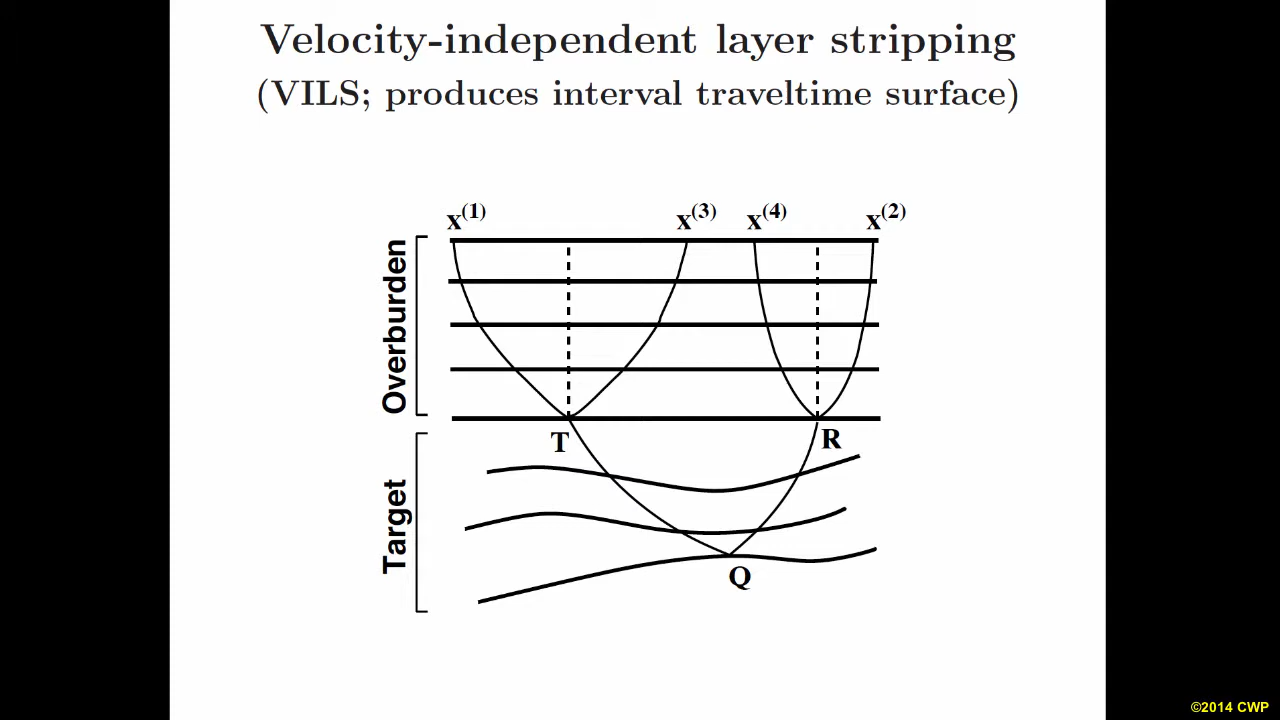 Velocity-independent layer stripping
(VILS; produces interval traveltime surface)
x(1) x(3) x(4) x(2)
Overburden
T R
Target
Q
©2014 CWP